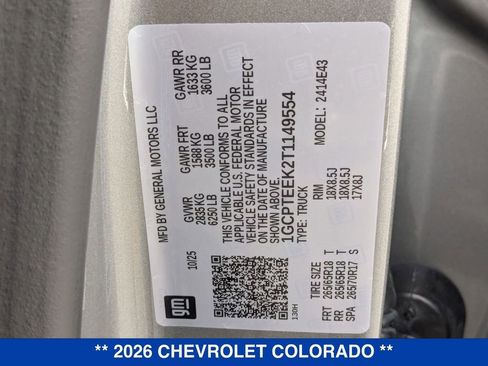 MFD BY GENERAL MOTORS LLC
10/25
GVWR
2835 KG
6250 LB
GAWR FRT
1588 KG
3500 LB
GAWR RR
1633 KG
3600 LB
THIS VEHICLE CONFORMS TO ALL
APPLICABLE U.S. FEDERAL MOTOR
VEHICLE SAFETY STANDARDS IN EFFECT
ON THE DATE OF MANUFACTURE
SHOWN ABOVE.
1GCPTEEK2T1149554
TYPE: TRUCK
MODEL: 2414E43
TIRE SIZE RIM
FRT 265/65R18 T 18X8.5J
RR 265/65R18 T 18X8.5J
SPA 265/70R17 S 17X8J
gm
130H
** 2026 CHEVROLET COLORADO **